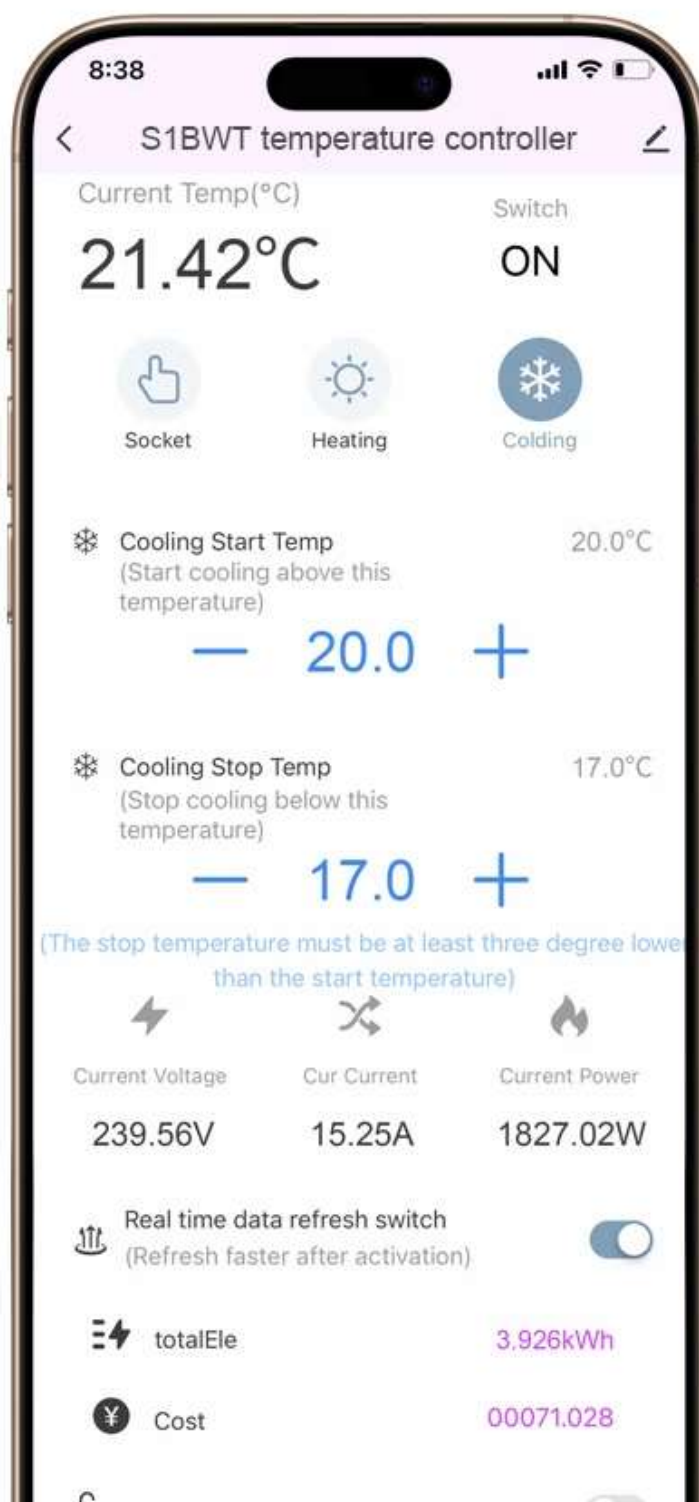 8:38
S1BWT temperature controller
Current Temp(°C)
Switch
21.42°C
ON
Socket
Heating
Colding
Cooling Start Temp
20.0°C
(Start cooling above this
temperature)
20.0
Cooling Stop Temp
17.0°C
(Stop cooling below this
temperature)
17.0
(The stop temperature must be at least three degree lowe
than the start temperature)
Current Voltage
Cur Current
Current Power
239.56V
15.25A
1827.02W
Real time data refresh switch
(Refresh faster after activation)
totalEle
3.926kWh
¥
Cost
00071.028